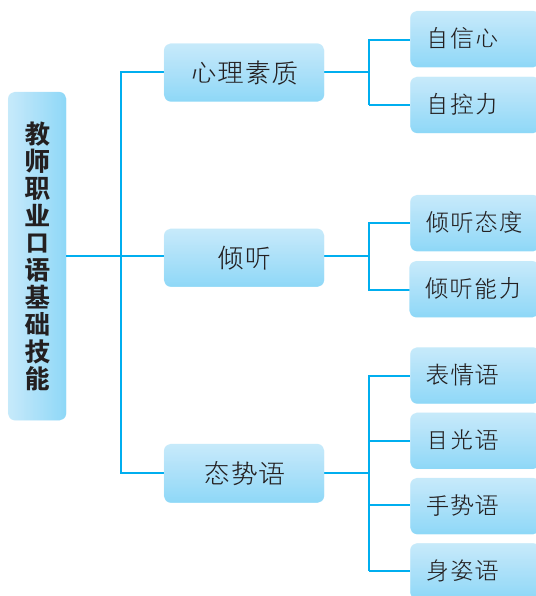 教师职业口语基础技能
心理素质
自信心
自控力
倾听
倾听态度
倾听能力
态势语
表情语
目光语
手势语
身姿语